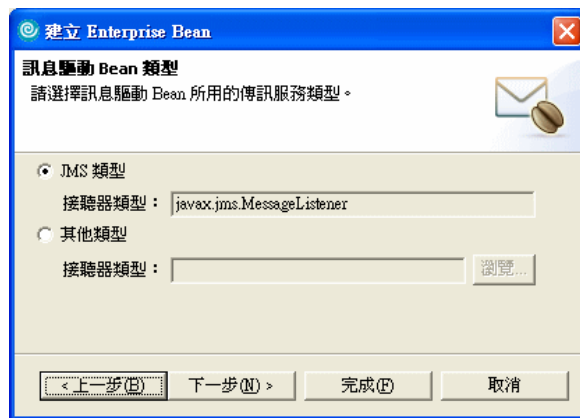 建立 Enterprise Bean
訊息驅動 Bean 類型
請選擇訊息驅動 Bean 所用的傳訊服務類型。
JMS 類型
接聽器類型： javax.jms.MessageListener
其他類型
接聽器類型： 瀏覽...
<上一步(B) 下一步(N) > 完成(F) 取消